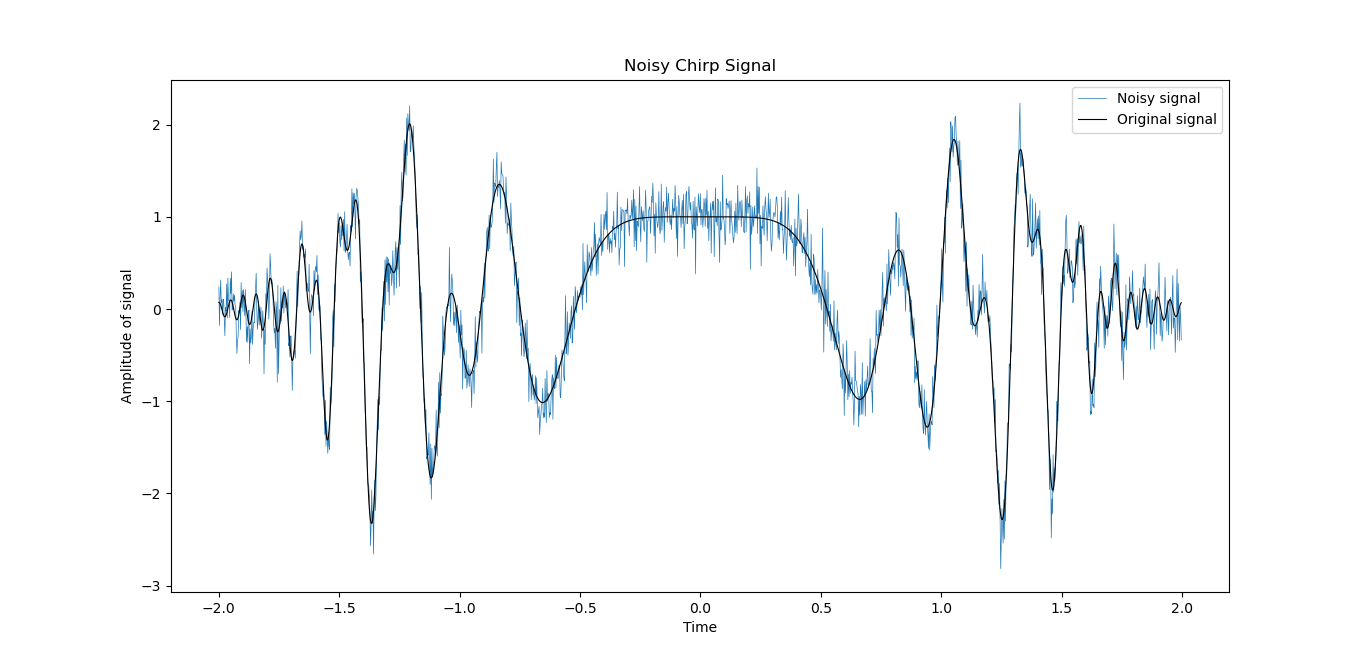 Noisy Chirp Signal
Noisy signal
Original signal
Amplitude of signal
2
1
0
−1
−2
−3
−2.0 −1.5 −1.0 −0.5 0.0 0.5 1.0 1.5 2.0
Time